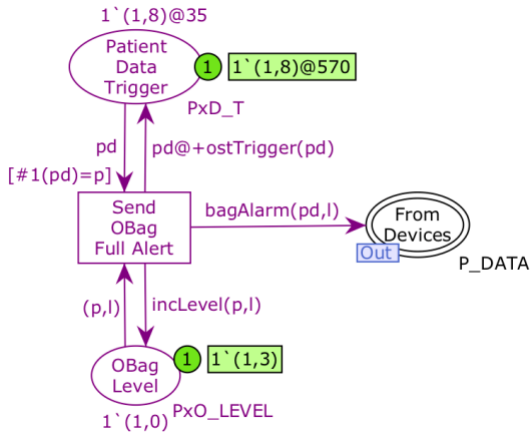 1`(1,8)@35
Patient
Data
Trigger
1
1`(1,8)@570
PxD_T
pd
pd@+ostTrigger(pd)
[#1(pd)=p]
Send
OBag
Full Alert
bagAlarm(pd,l)
From
Devices
Out
P_DATA
(p,l)
incLevel(p,l)
OBag
Level
1
1`(1,3)
1`(1,0)
PxO_LEVEL